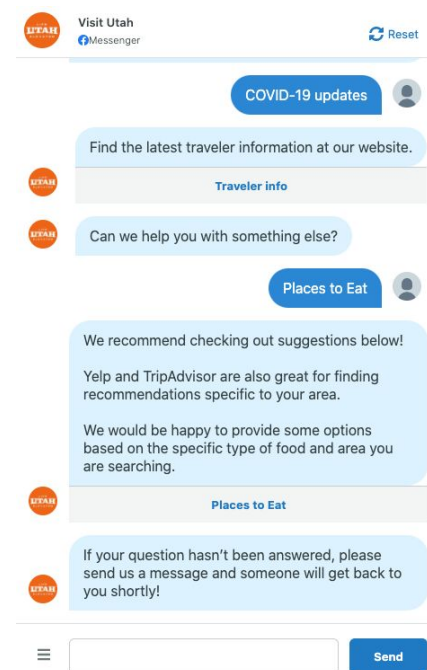 Visit Utah
Messenger
Reset
COVID-19 updates
Find the latest traveler information at our website.
Traveler info
UTAH
Can we help you with something else?
UTAH
Places to Eat
We recommend checking out suggestions below!
Yelp and TripAdvisor are also great for finding
recommendations specific to your area.
We would be happy to provide some options
based on the specific type of food and area you
are searching.
Places to Eat
UTAH
If your question hasn't been answered, please
send us a message and someone will get back to
you shortly!
UTAH
Send